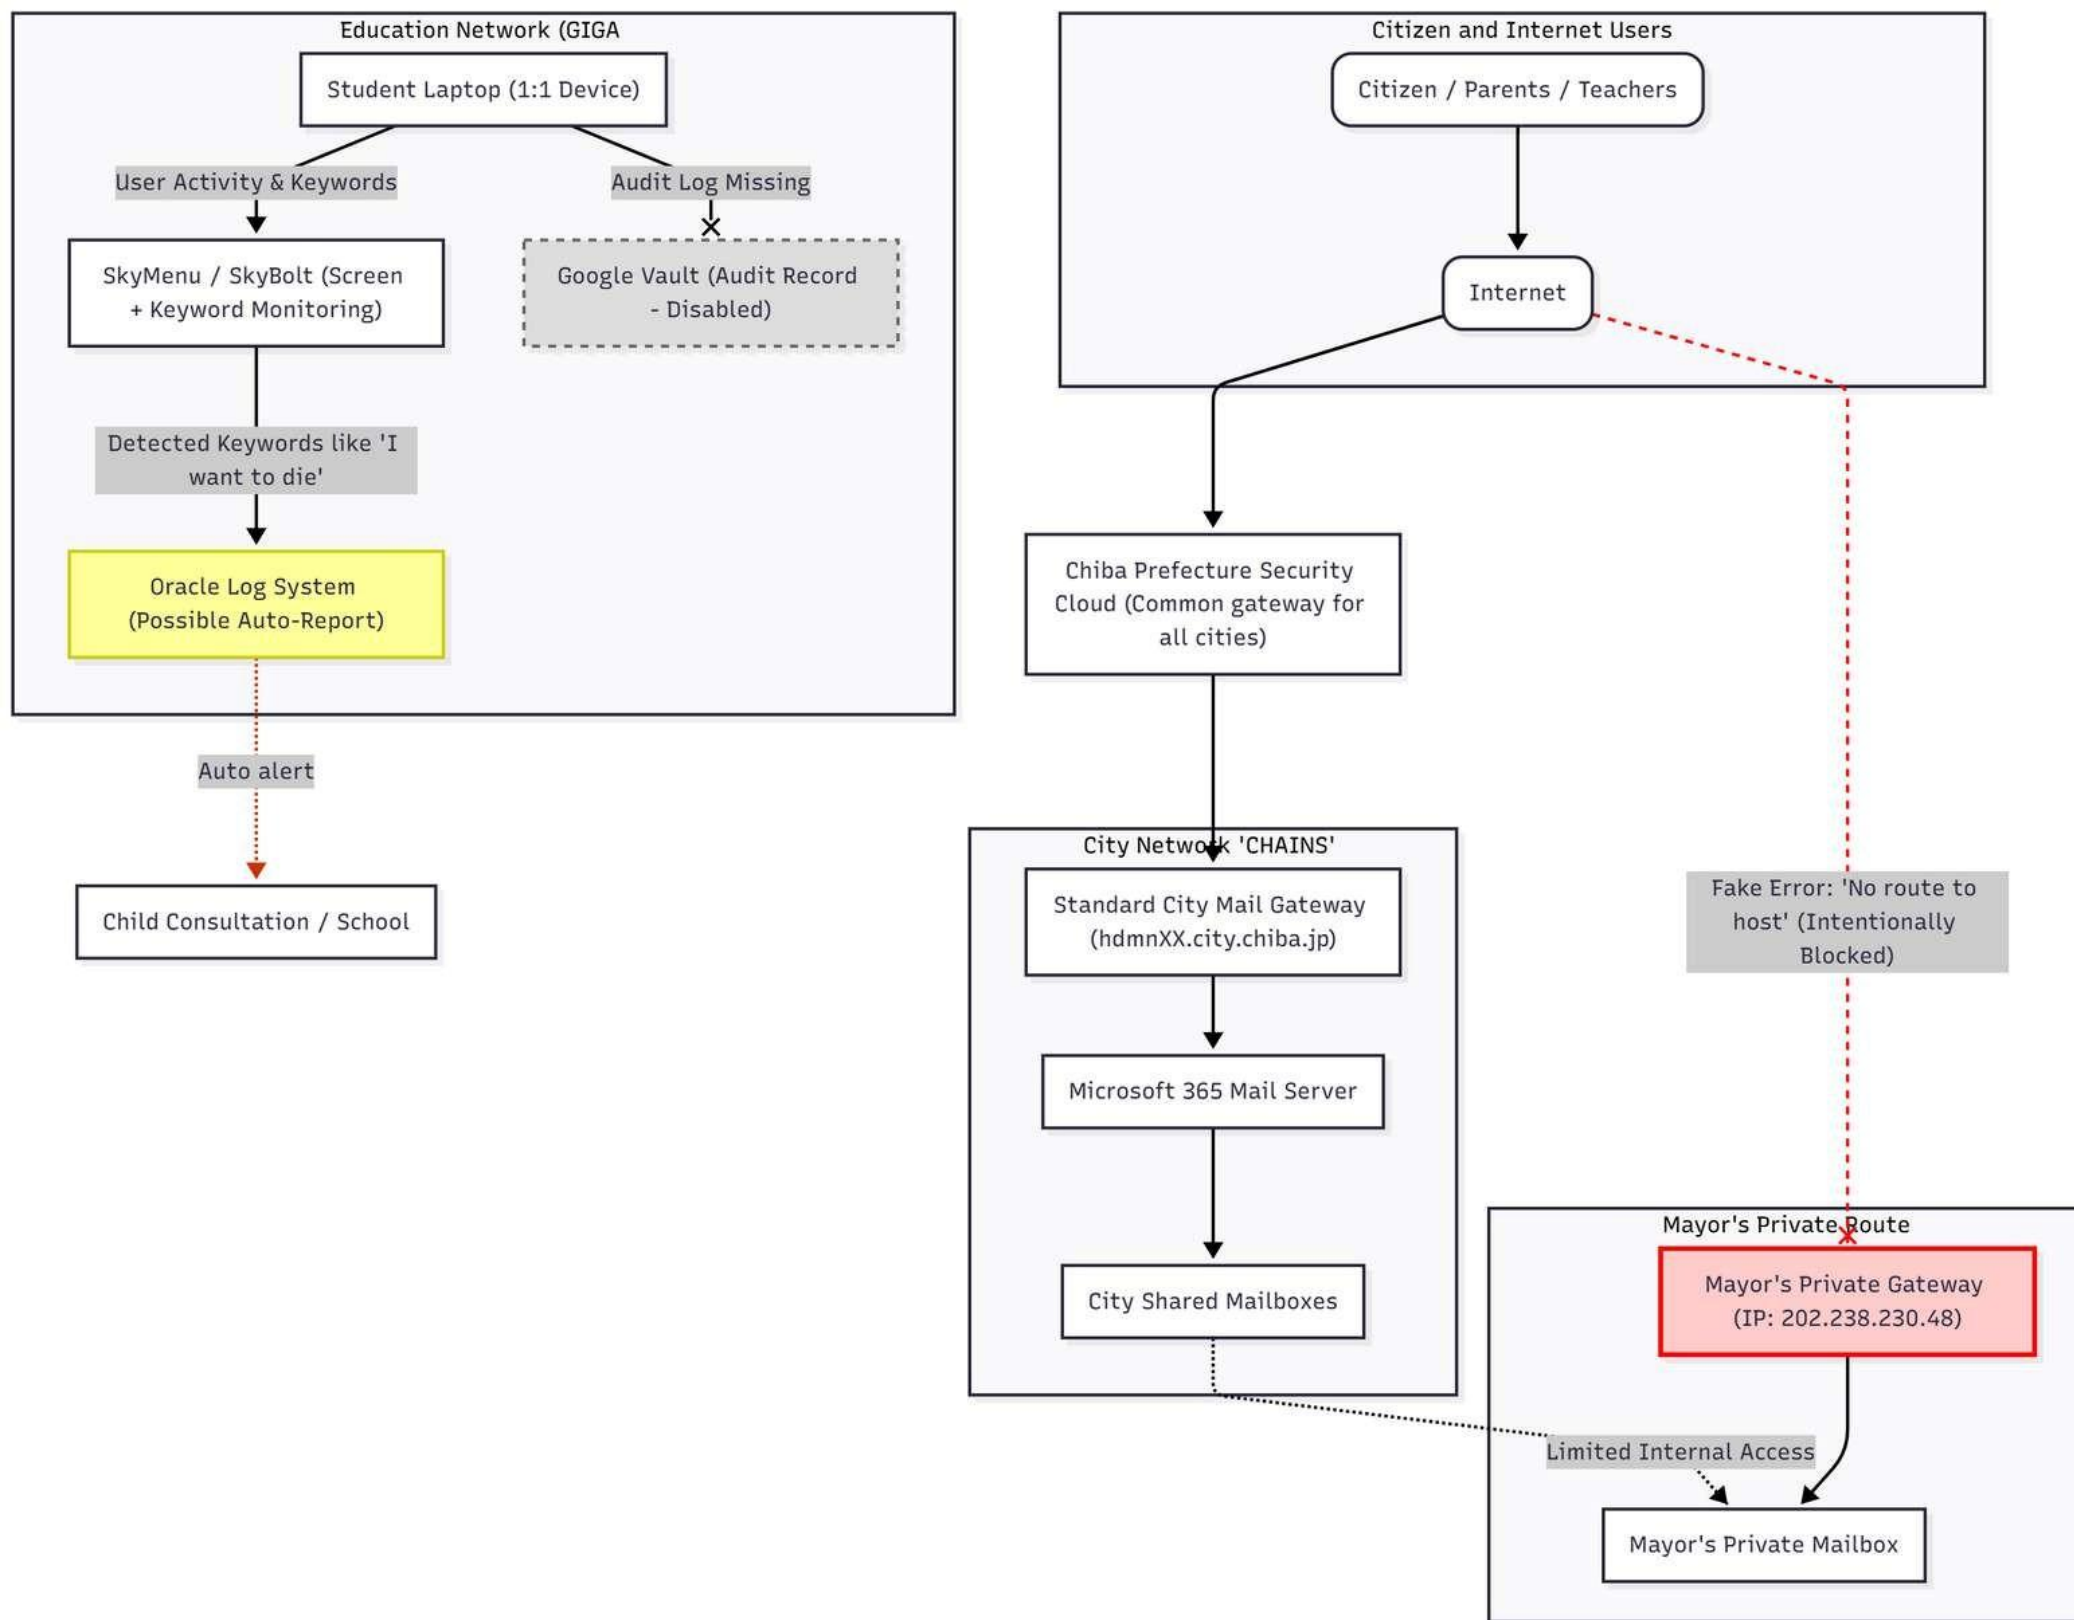 Education Network (GIGA
Student Laptop (1:1 Device)
User Activity & Keywords
Audit Log Missing
SkyMenu / SkyBolt (Screen
+ Keyword Monitoring)
Google Vault (Audit Record
- Disabled)
Detected Keywords like 'I
want to die'
Oracle Log System
(Possible Auto-Report)
Auto alert
Child Consultation / School
Citizen and Internet Users
Citizen / Parents / Teachers
Internet
Chiba Prefecture Security
Cloud (Common gateway for
all cities)
City Network 'CHAINS'
Standard City Mail Gateway
(hdmnXX.city.chiba.jp)
Microsoft 365 Mail Server
City Shared Mailboxes
Fake Error: 'No route to
host' (Intentionally
Blocked)
Mayor's Private Route
Mayor's Private Gateway
(IP: 202.238.230.48)
Limited Internal Access
Mayor's Private Mailbox